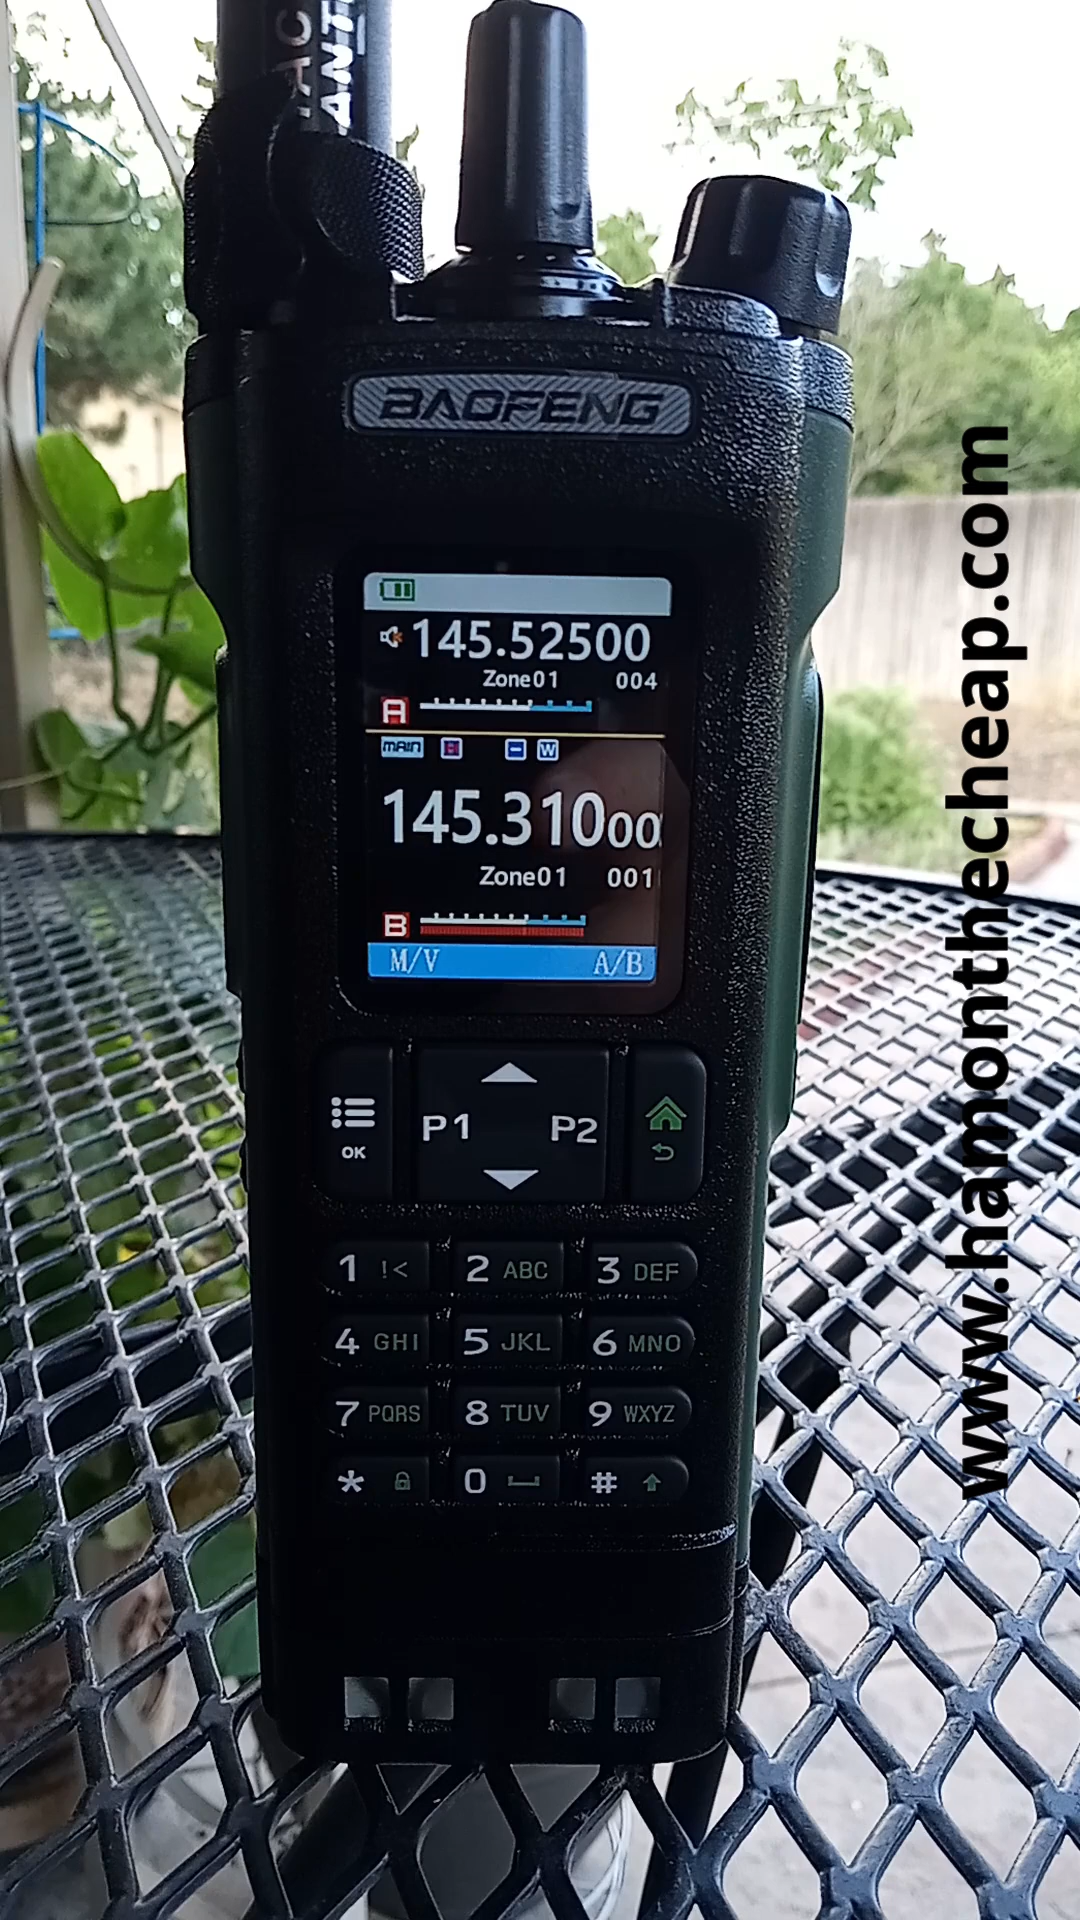 ANT
BAOFENG
145.52500
Zone01 004
A
MAIN H - W
145.31000
Zone01 001
B
M/V A/B
OK
P1 P2
1 !< 2 ABC 3 DEF
4 GHI 5 JKL 6 MNO
7 PQRS 8 TUV 9 WXYZ
* 0 #
www.hamonthecheap.com